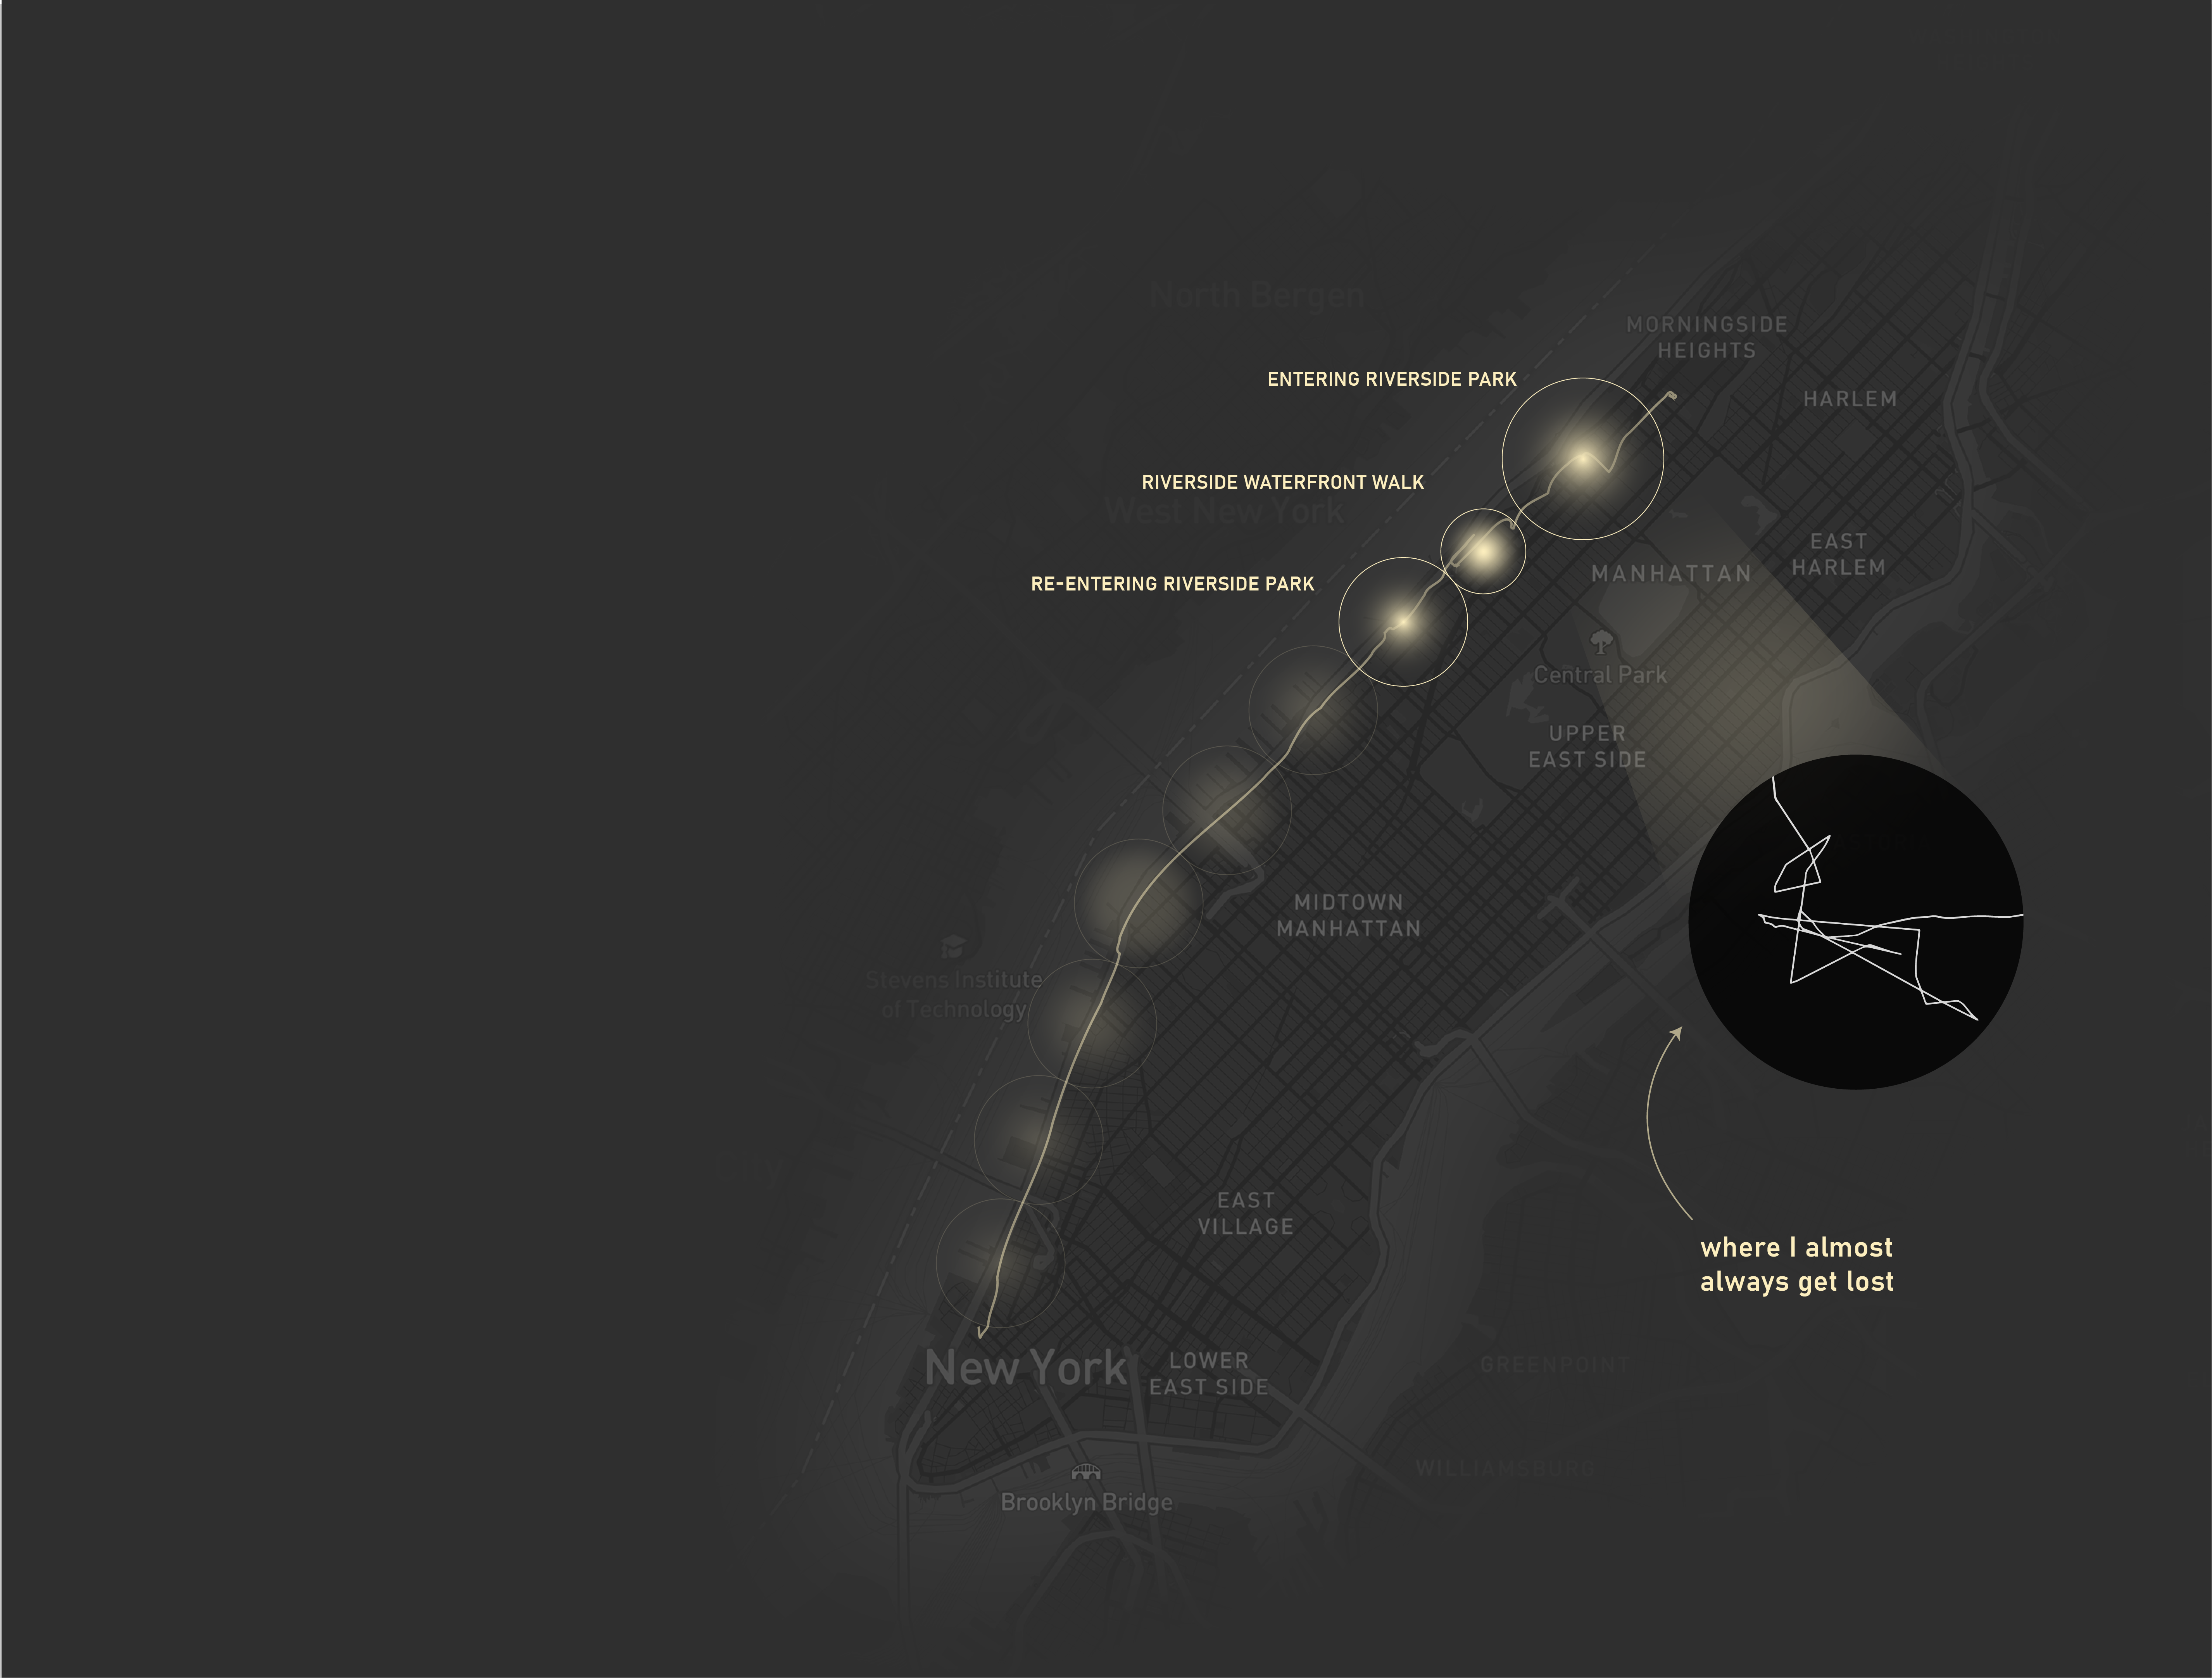 North Bergen
MORNINGSIDE
HEIGHTS
ENTERING RIVERSIDE PARK
HARLEM
RIVERSIDE WATERFRONT WALK
West New York
EAST
HARLEM
MANHATTAN
RE-ENTERING RIVERSIDE PARK
Central Park
UPPER
EAST SIDE
MIDTOWN
MANHATTAN
Stevens Institute
of Technology
EAST
VILLAGE
where I almost
always get lost
New York
LOWER
EAST SIDE
GREENPOINT
WILLIAMSBURG
Brooklyn Bridge